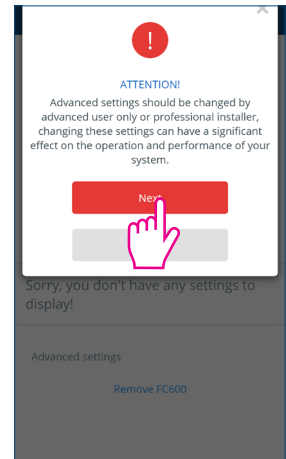 ATTENTION!
Advanced settings should be changed by
advanced user only or professional installer,
changing these settings can have a significant
effect on the operation and performance of your
system.
Next
Sorry, you don't have any settings to
display!
Advanced settings
Remove FC600